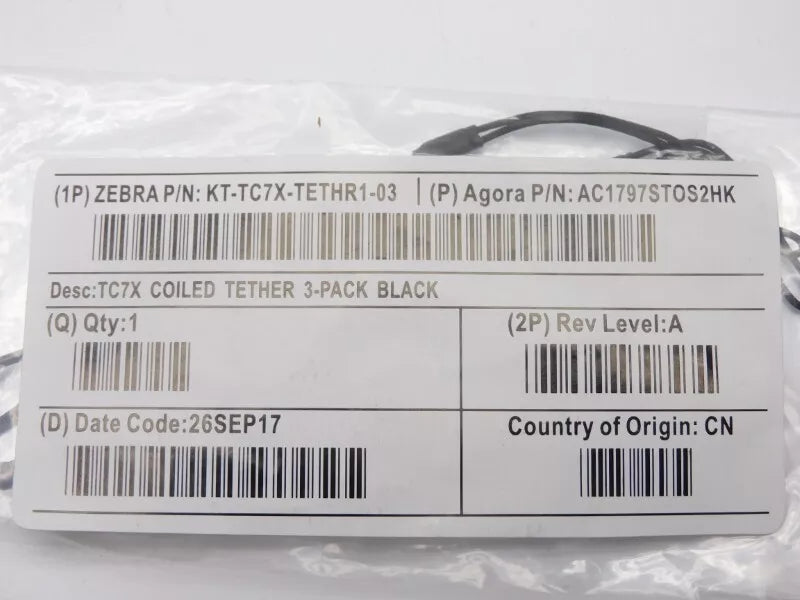 (1P) ZEBRA P/N: KT-TC7X-TETHR1-03 | (P) Agora P/N: AC1797STOS2HK
Desc:TC7X COILED TETHER 3-PACK BLACK
(Q) Qty:1
(2P) Rev Level:A
(D) Date Code:26SEP17
Country of Origin: CN